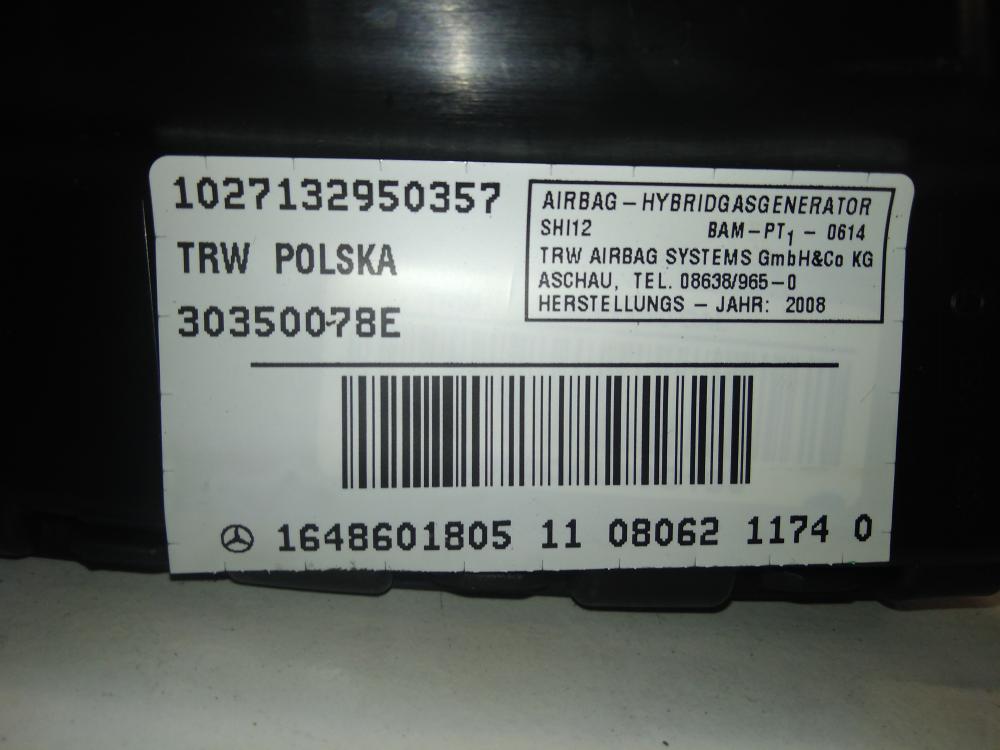 1027132950357
TRW POLSKA
30350078E
AIRBAG – HYBRIDGASGENERATOR
SHI12 BAM–PT1 – 0614
TRW AIRBAG SYSTEMS GmbH&Co KG
ASCHAU, TEL. 08638/965–0
HERSTELLUNGS – JAHR: 2008
1648601805 11 08062 1174 0